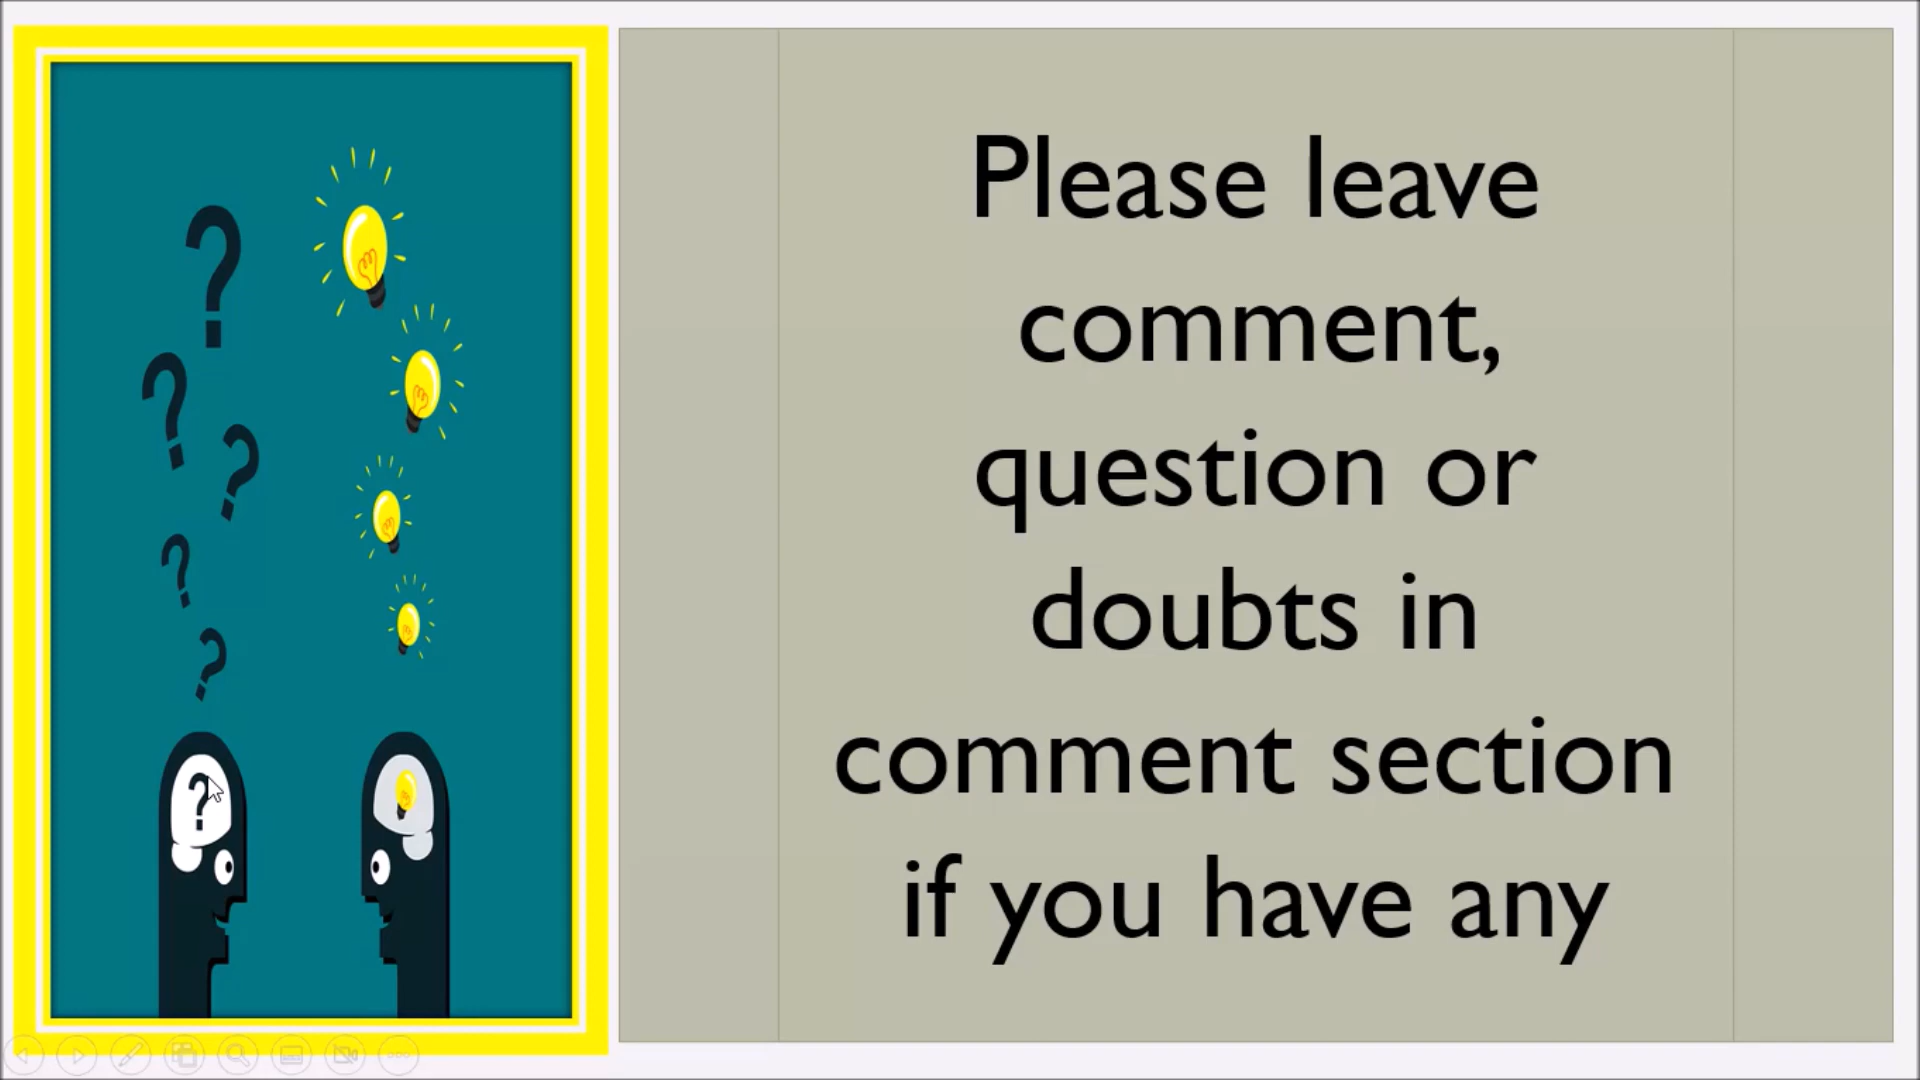 Please leave
comment,
question or
doubts in
comment section
if you have any